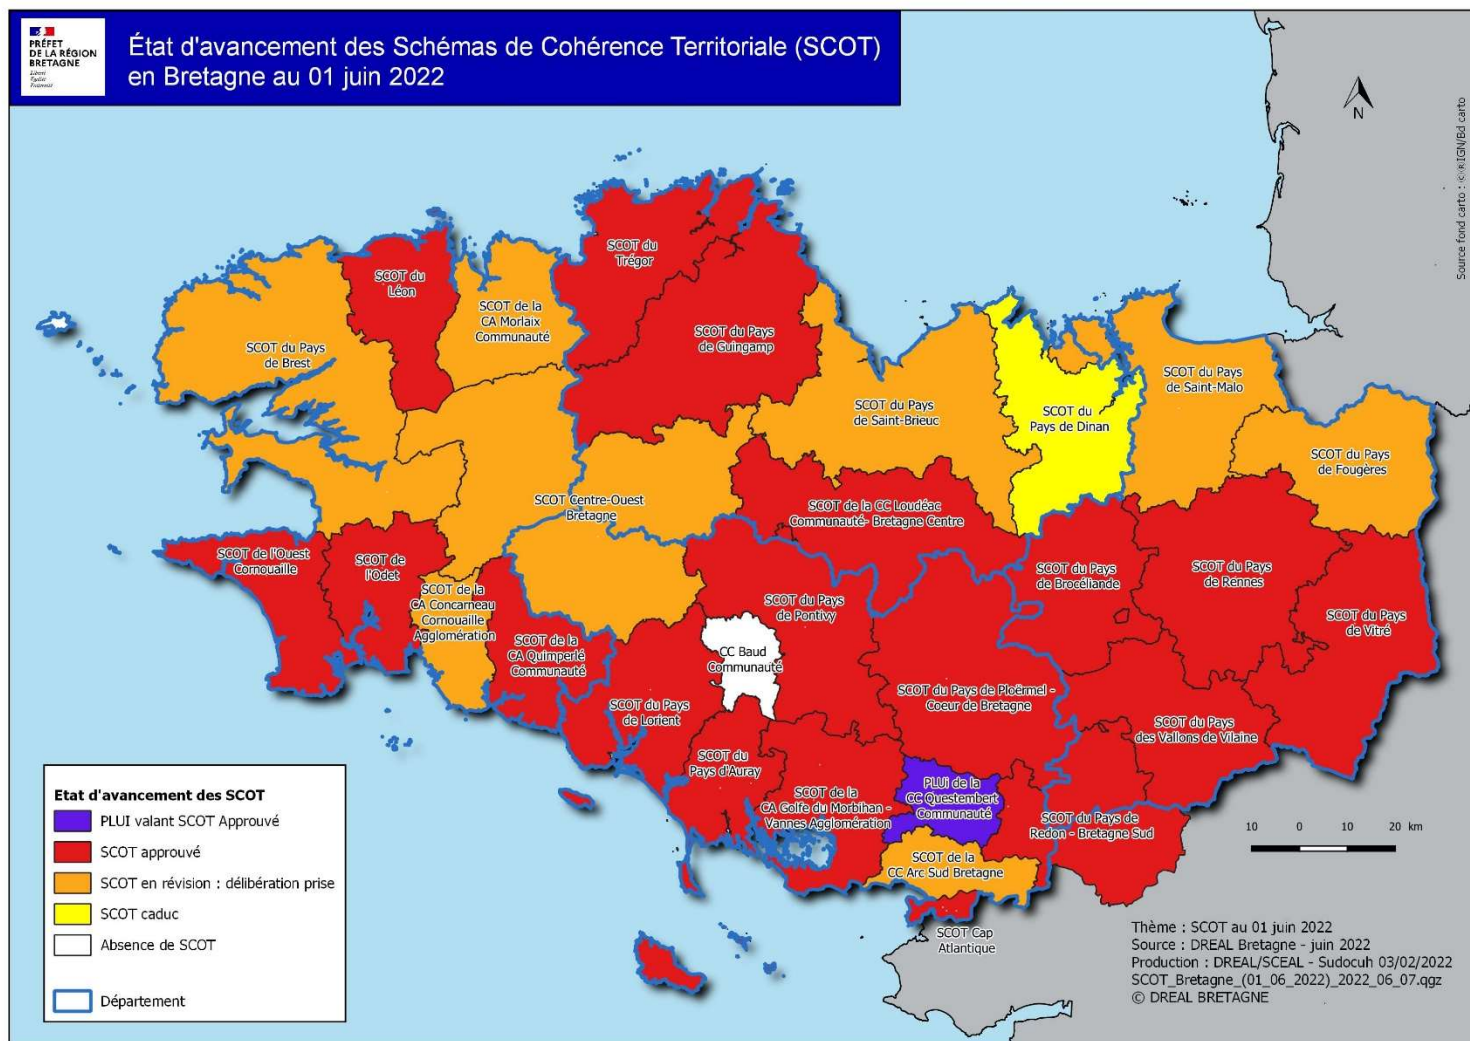 PRÉFET
DE LA RÉGION
BRETAGNE
Liberté
Égalité
Fraternité
État d'avancement des Schémas de Cohérence Territoriale (SCOT)
en Bretagne au 01 juin 2022
N
SCOT du
Trégor
SCOT du
Léon
SCOT de la
CA Morlaix
Communauté
SCOT du Pays
de Brest
SCOT du Pays
de Guingamp
SCOT du Pays
de Saint-Malo
SCOT du Pays
de Saint-Brieuc
SCOT du
Pays de Dinan
SCOT du Pays
de Fougères
SCOT Centre-Ouest
Bretagne
SCOT de la CC Loudéac
Communauté- Bretagne Centre
SCOT de l'Ouest
Cornouaille
SCOT de
l'Odet
SCOT de la
CA Concarneau
Cornouaille
Agglomération
SCOT du Pays
de Brocéliande
SCOT du Pays
de Rennes
SCOT du Pays
de Pontivy
SCOT du Pays
de Vitré
SCOT de la
CA Quimperlé
Communauté
CC Baud
Communauté
SCOT du Pays de Ploërmel -
Coeur de Bretagne
SCOT du Pays
de Lorient
SCOT du Pays
des Vallons de Vilaine
SCOT du
Pays d'Auray
SCOT de la
CA Golfe du Morbihan -
Vannes Agglomération
PLUi de la
CC Questembert
Communauté
SCOT du Pays de
Redon - Bretagne Sud
SCOT de la
CC Arc Sud Bretagne
SCOT Cap
Atlantique
Etat d'avancement des SCOT
PLUI valant SCOT Approuvé
SCOT approuvé
SCOT en révision : délibération prise
SCOT caduc
Absence de SCOT
Département
10 0 10 20 km
Thème : SCOT au 01 juin 2022
Source : DREAL Bretagne - juin 2022
Production : DREAL/SCEAL - Sudocuh 03/02/2022
SCOT_Bretagne_(01_06_2022)_2022_06_07.qgz
© DREAL BRETAGNE
Source fond carto : IGN/Bd carto